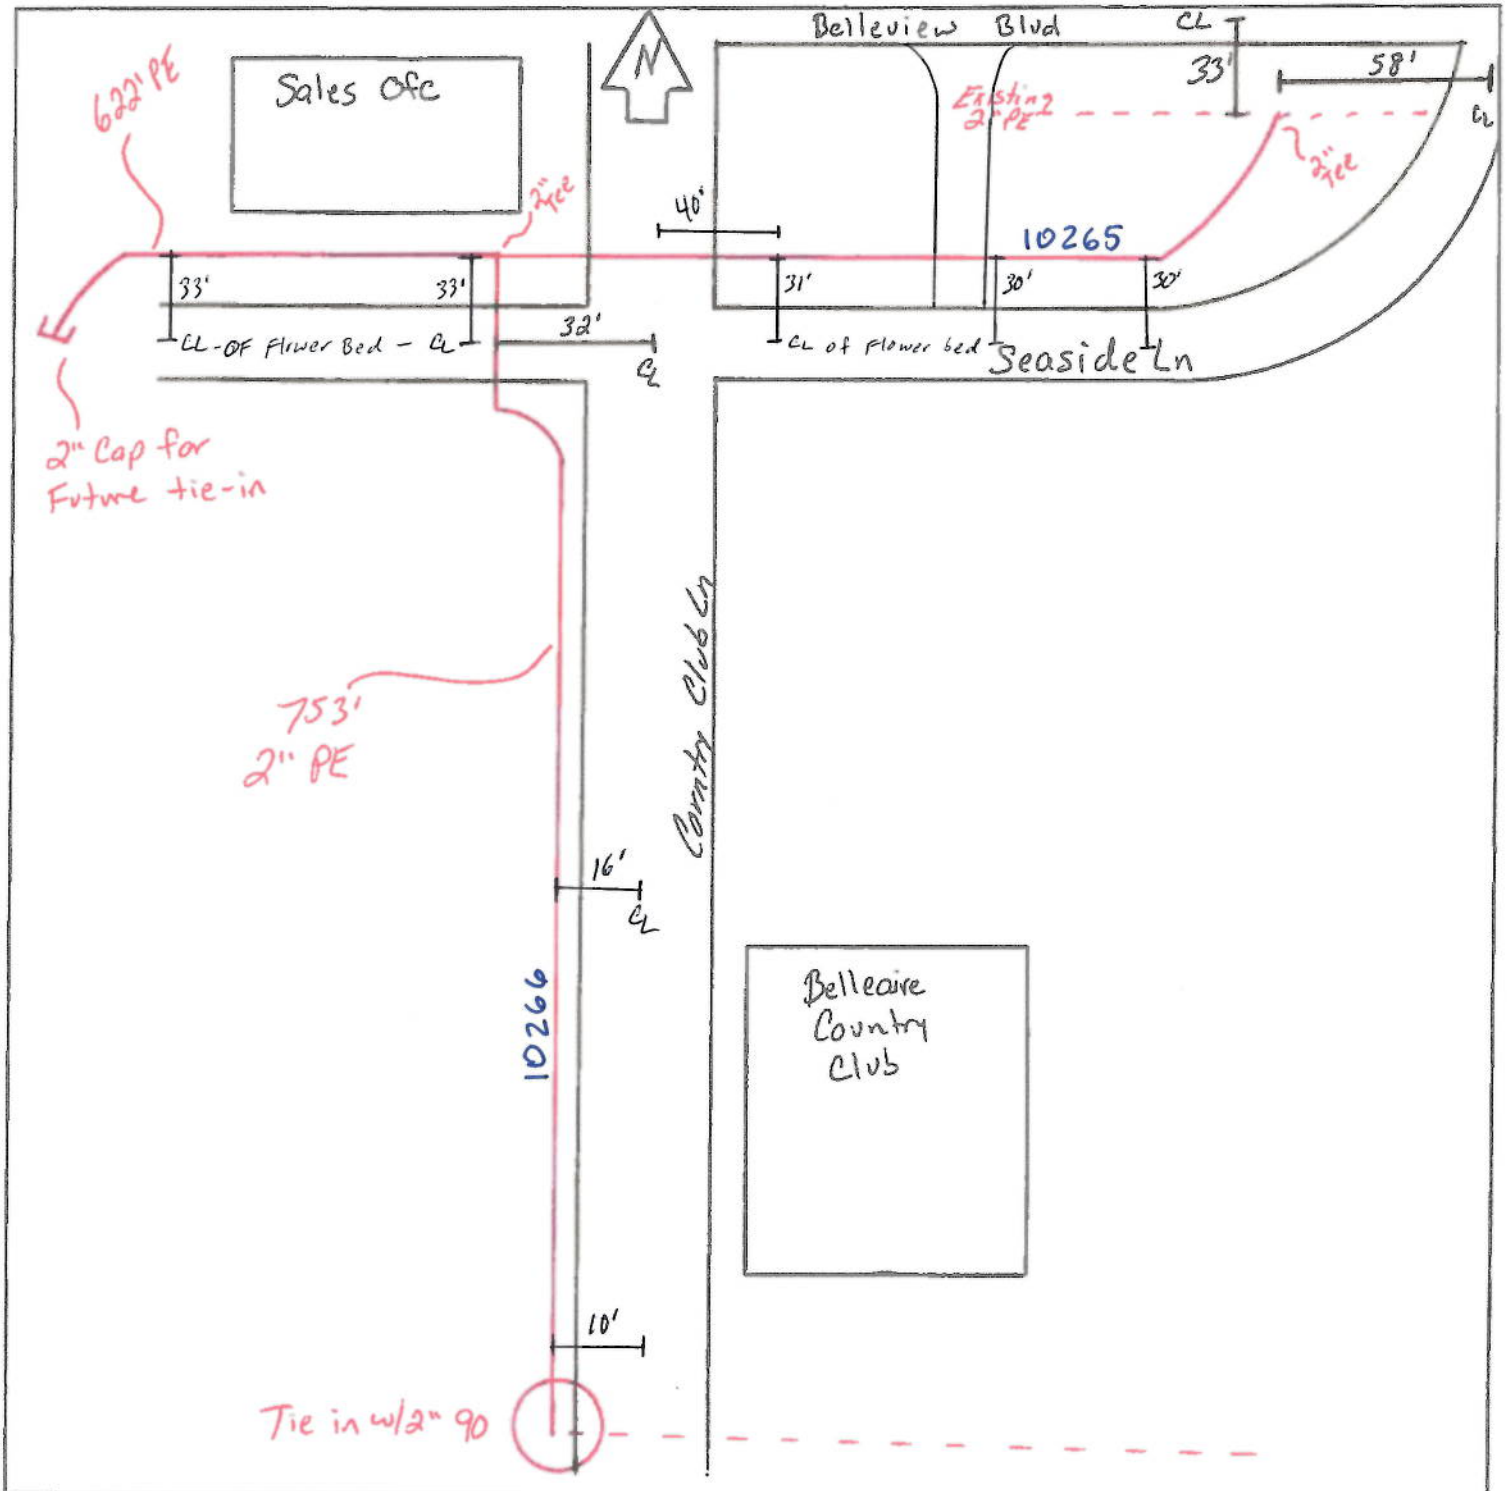 Belleview Blvd
CL
33'
58'
CL
622' PE
Sales Ofc
N
Existing
2" PE
2" Tee
2" Tee
40'
10265
33'
33'
31'
30'
30'
32'
CL-OF Flower Bed - CL
CL
CL of Flower bed
Seaside Ln
2" Cap for
Future tie-in
Country Club Ln
753'
2" PE
16'
CL
10266
Belleaire
Country
Club
10'
Tie in w/2" 90